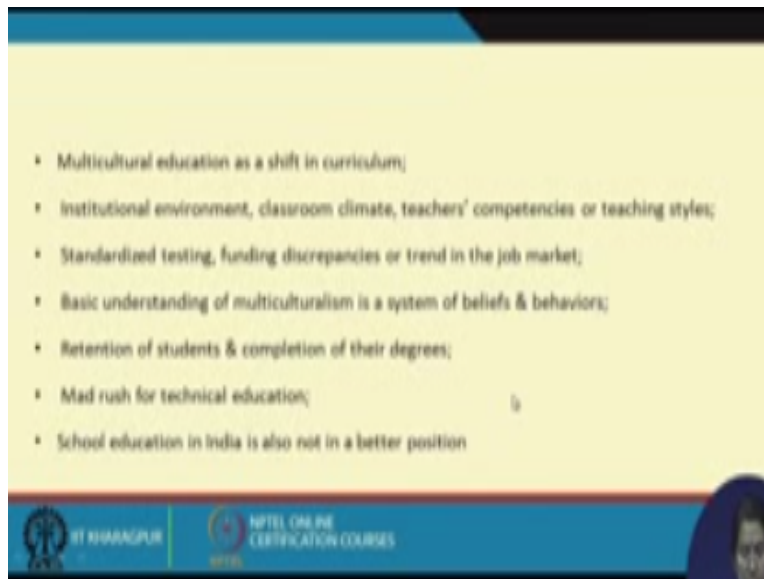 • Multicultural education as a shift in curriculum;
• Institutional environment, classroom climate, teachers' competencies or teaching styles;
• Standardized testing, funding discrepancies or trend in the job market;
• Basic understanding of multiculturalism is a system of beliefs & behaviors;
• Retention of students & completion of their degrees;
• Mad rush for technical education;
• School education in India is also not in a better position
IIT KHARAGPUR
NPTEL ONLINE
CERTIFICATION COURSES
NPTEL